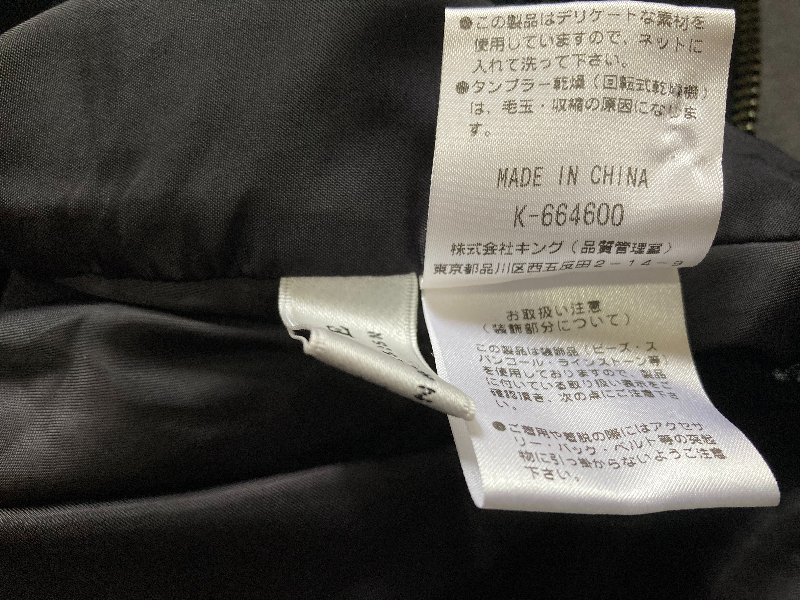 ●この製品はデリケートな素材を
使用していますので、ネットに
入れて洗って下さい。
●タンブラー乾燥(回転式乾燥機)
は、毛玉・収縮の原因になりま
す。
MADE IN CHINA
K-664600
株式会社キング(品質管理室)
東京都品川区西五反田2-14-9
お取扱い注意
(装飾部分について)
この製品は装飾品(ビーズ・ス
パンコール・ラインストーン等)
を使用しておりますので、製品
に付いている取り扱い表示をご
確認頂き、次の点にご注意下さ
い。
●ご着用や着脱の際にはアクセサ
リー・バック・ベルト等の突起
物に引っ掛からないようご注意
下さい。